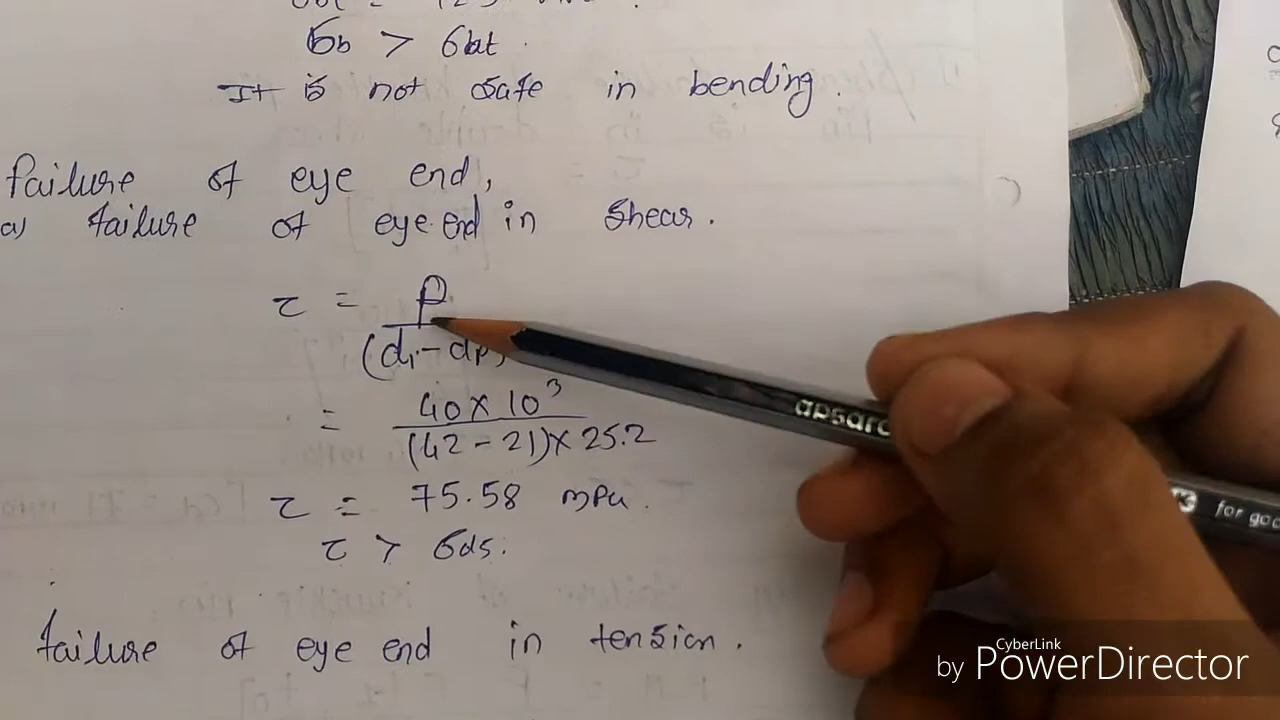 σb > σbt.
It is not safe in bending.
failure of eye end,
a) failure of eye end in shear.
τ = P
(d1 - dp)
= 40 x 10³
(42 - 21) x 25.2
τ = 75.58 mpa.
τ > σds.
failure of eye end in tension.
apsara
for
CyberLink
by PowerDirector